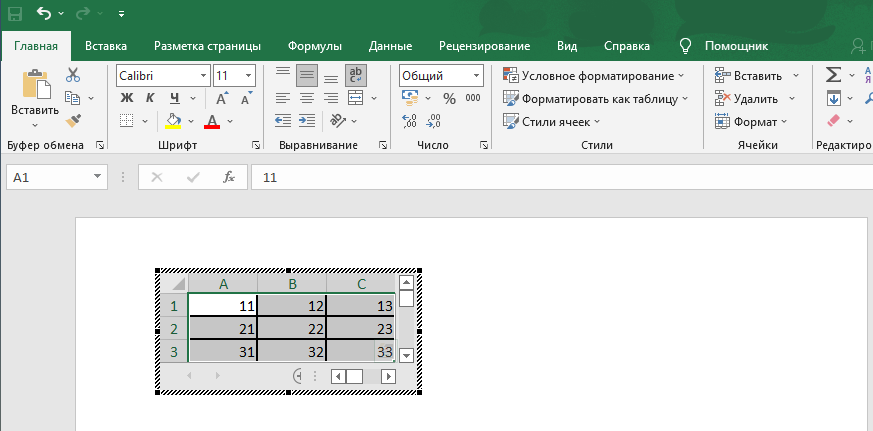 Главная Вставка Разметка страницы Формулы Данные Рецензирование Вид Справка Помощник
Calibri 11 ab c Общий Условное форматирование Вставить Σ
Вставить Ж К Ч А А % 000 Форматировать как таблицу Удалить
А ,00 Стили ячеек Формат
Буфер обмена Шрифт Выравнивание Число Стили Ячейки Редактиро
A1 fx 11
A B C
1 11 12 13
2 21 22 23
3 31 32 33